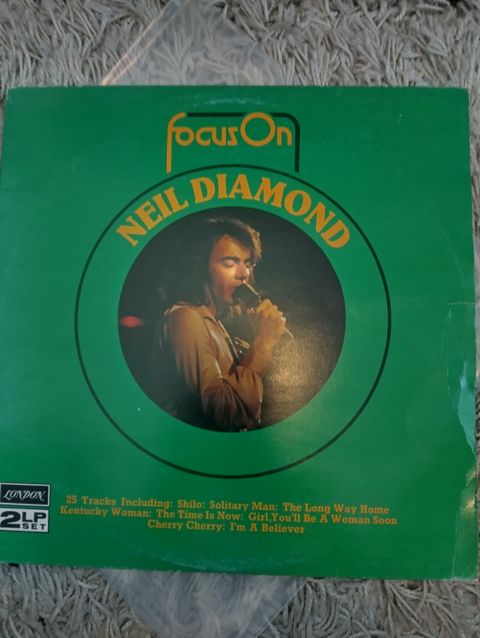 focusOn
NEIL DIAMOND
LONDON
2LP
SET
25 Tracks Including: Shilo: Solitary Man: The Long Way Home
Kentucky Woman: The Time Is Now: Girl,You'll Be A Woman Soon
Cherry Cherry: I'm A Believer